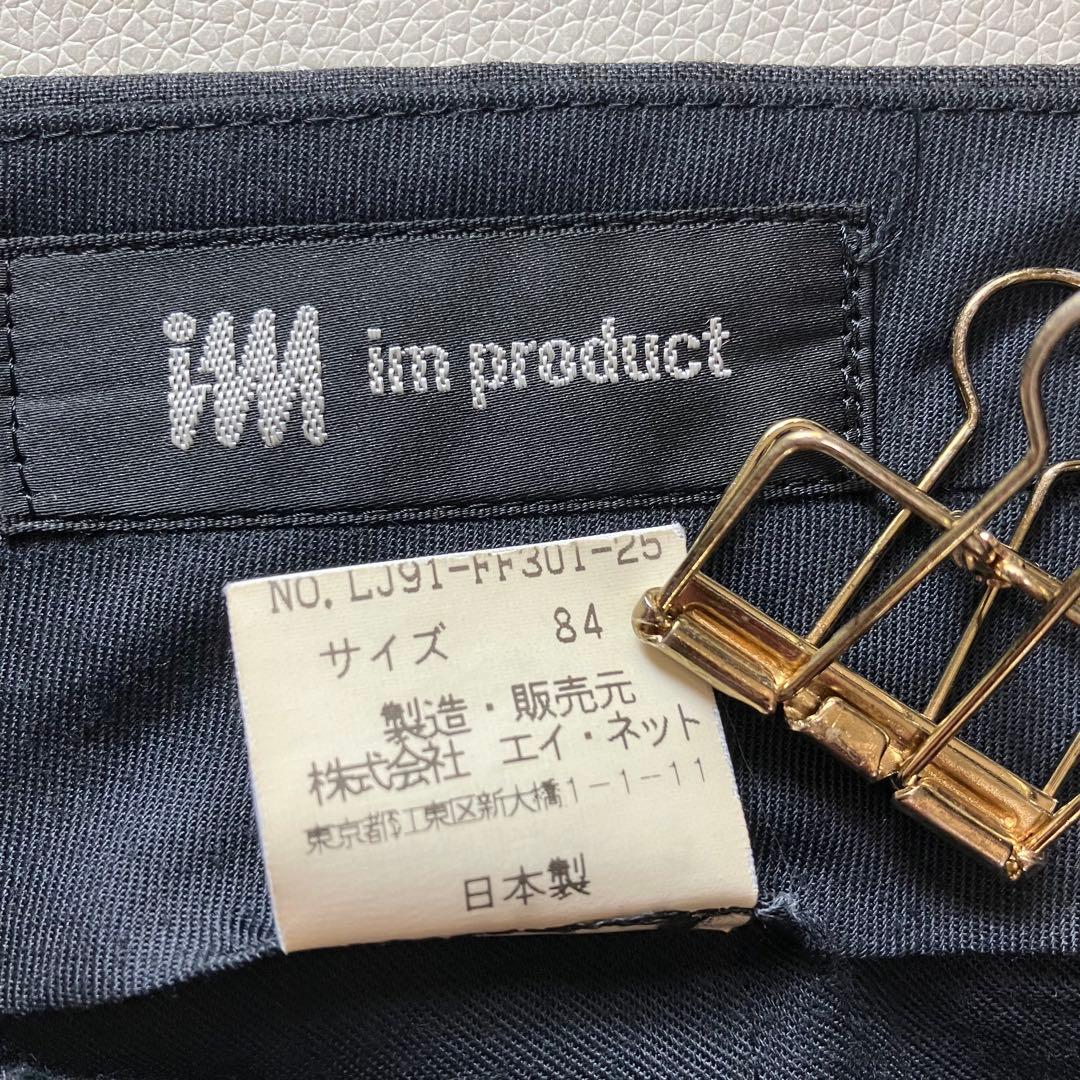 im im product
NO. LJ91-FF301-25
サイズ 84
製造・販売元
株式会社 エイ・ネット
東京都江東区新大橋1-1-11
日本製